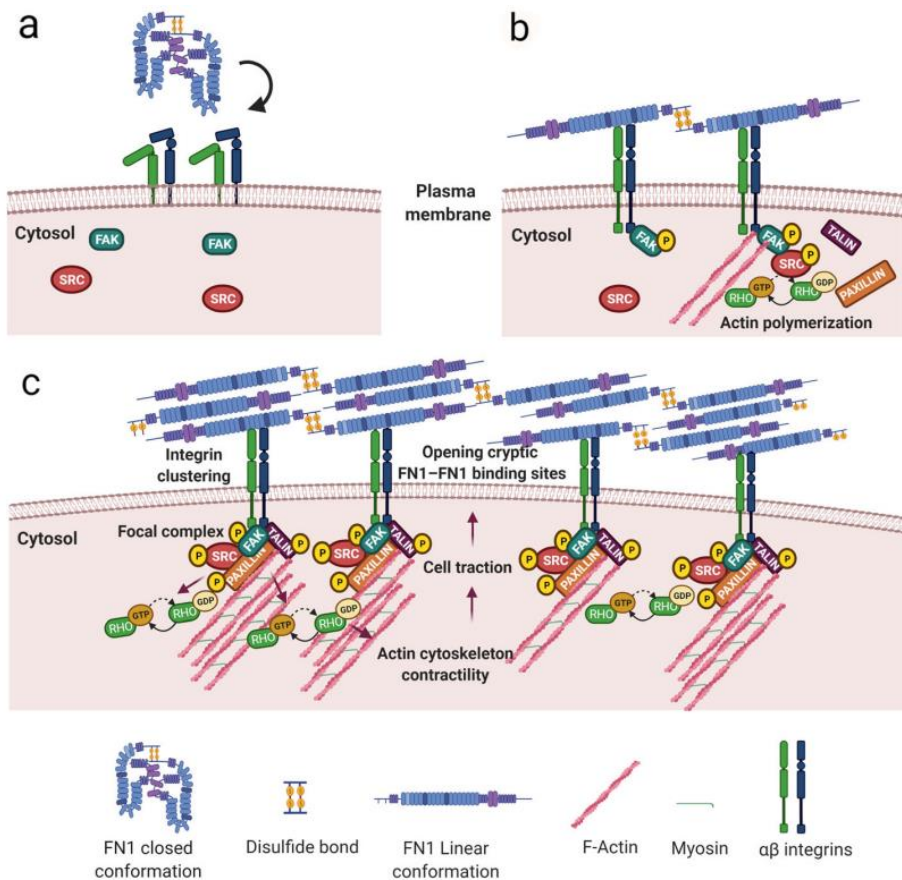 a
Cytosol
FAK
FAK
SRC
SRC
Plasma
membrane
b
Cytosol
FAK
P
FAK
P
TALIN
SRC
P
SRC
GTP
RHO
RHO
GDP
PAXILLIN
Actin polymerization
c
Integrin
clustering
Opening cryptic
FN1–FN1 binding sites
Cytosol
Focal complex
P
P
SRC
FAK
TALIN
P
PAXILLIN
P
GDP
RHO
GTP
RHO
P
P
SRC
FAK
TALIN
P
PAXILLIN
P
GDP
RHO
GTP
RHO
Cell traction
Actin cytoskeleton
contractility
P
P
SRC
FAK
TALIN
P
PAXILLIN
P
P
P
SRC
FAK
TALIN
P
PAXILLIN
P
GTP
RHO
RHO
GDP
FN1 closed
conformation
Disulfide bond
FN1 Linear
conformation
F-Actin
Myosin
αβ integrins